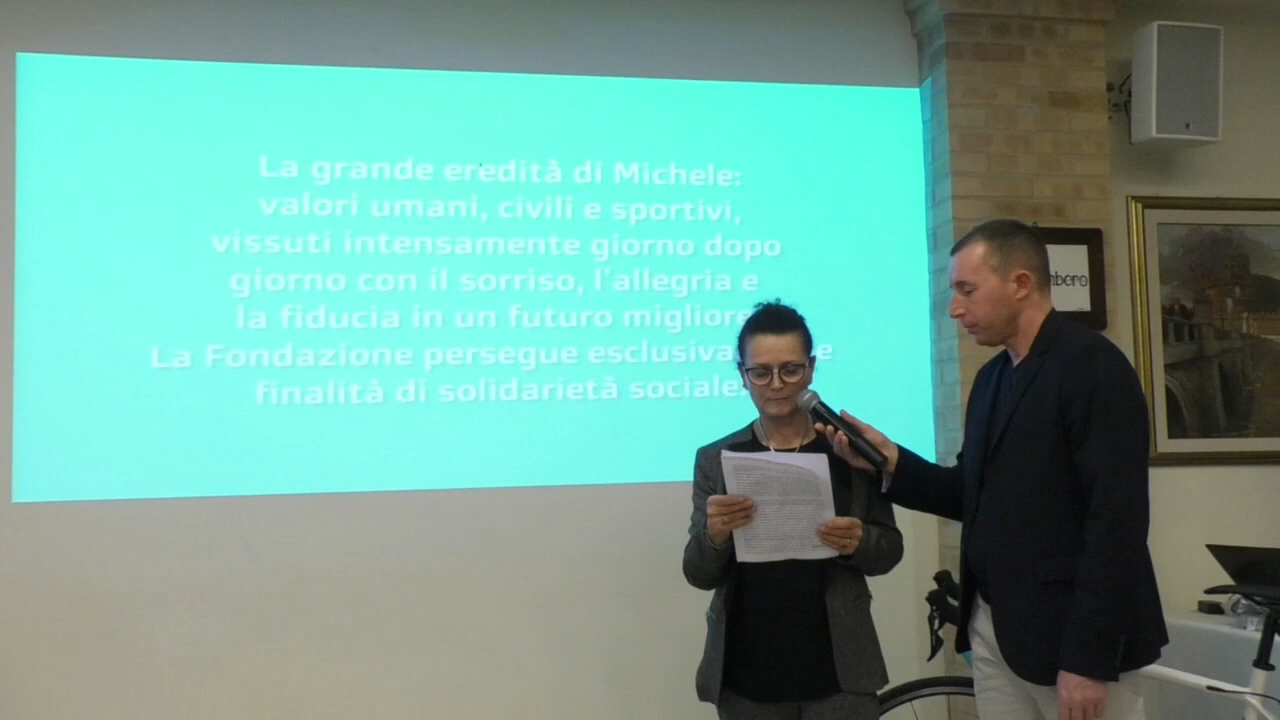 La grande eredità di Michele:
valori umani, civili e sportivi,
vissuti intensamente giorno dopo
giorno con il sorriso, l'allegria e
la fiducia in un futuro migliore
La Fondazione persegue e
finalità di solidarietà sociale.